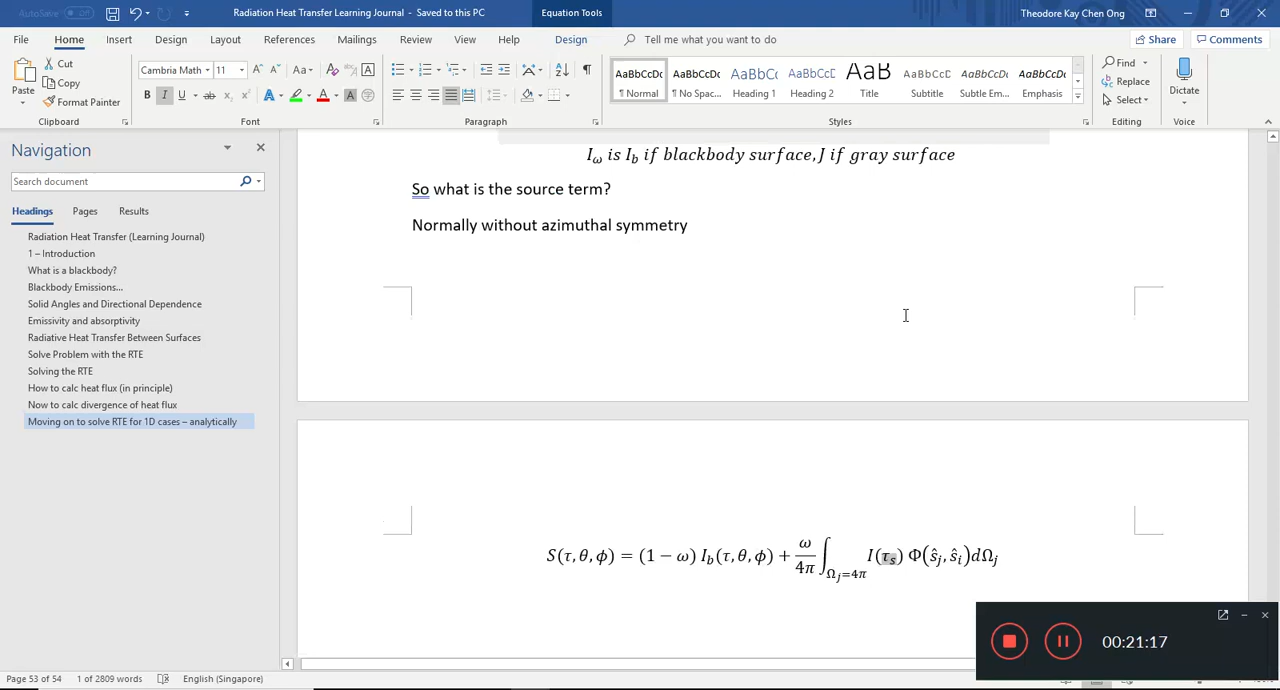 AutoSave Off
Radiation Heat Transfer Learning Journal - Saved to this PC
Equation Tools
Theodore Kay Chen Ong
File Home Insert Design Layout References Mailings Review View Help Design Tell me what you want to do Share Comments
Paste Cut Copy Format Painter
Cambria Math 11
AaBbCcDc AaBbCcDc AaBbCc AaBbCcD AaB AaBbCcD AaBbCcDc AaBbCcDc
¶ Normal ¶ No Spac... Heading 1 Heading 2 Title Subtitle Subtle Em... Emphasis
Find Replace Select
Dictate
Clipboard Font Paragraph Styles Editing Voice
Navigation
Search document
Headings Pages Results
Radiation Heat Transfer (Learning Journal)
1 – Introduction
What is a blackbody?
Blackbody Emissions...
Solid Angles and Directional Dependence
Emissivity and absorptivity
Radiative Heat Transfer Between Surfaces
Solve Problem with the RTE
Solving the RTE
How to calc heat flux (in principle)
Now to calc divergence of heat flux
Moving on to solve RTE for 1D cases – analytically
I_ω is I_b if blackbody surface, J if gray surface
So what is the source term?
Normally without azimuthal symmetry
S(τ, θ, ϕ) = (1 − ω) I_b(τ, θ, ϕ) + ω/4π ∫_{Ω_j=4π} I(τ_s) Φ(ŝ_j, ŝ_i)dΩ_j
00:21:17
Page 53 of 54 1 of 2809 words English (Singapore)